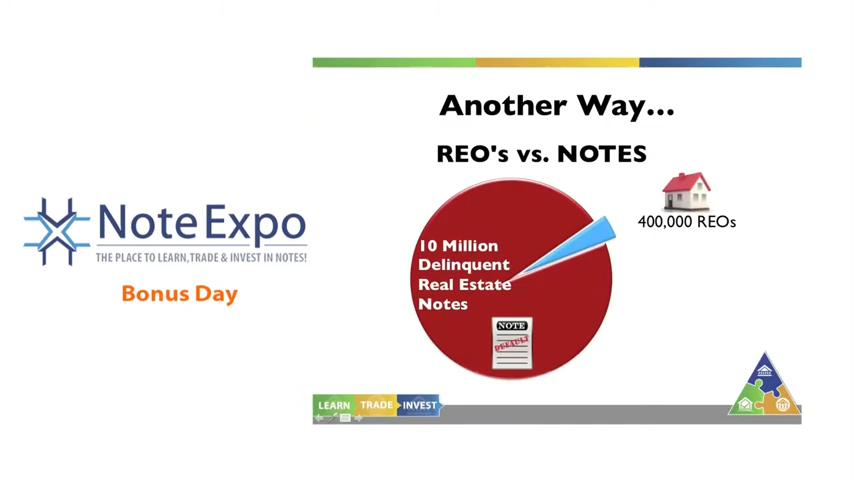 NoteExpo
THE PLACE TO LEARN, TRADE & INVEST IN NOTES!
Bonus Day
Another Way...
REO's vs. NOTES
400,000 REOs
10 Million
Delinquent
Real Estate
Notes
NOTE
DEFAULT
LEARN TRADE INVEST